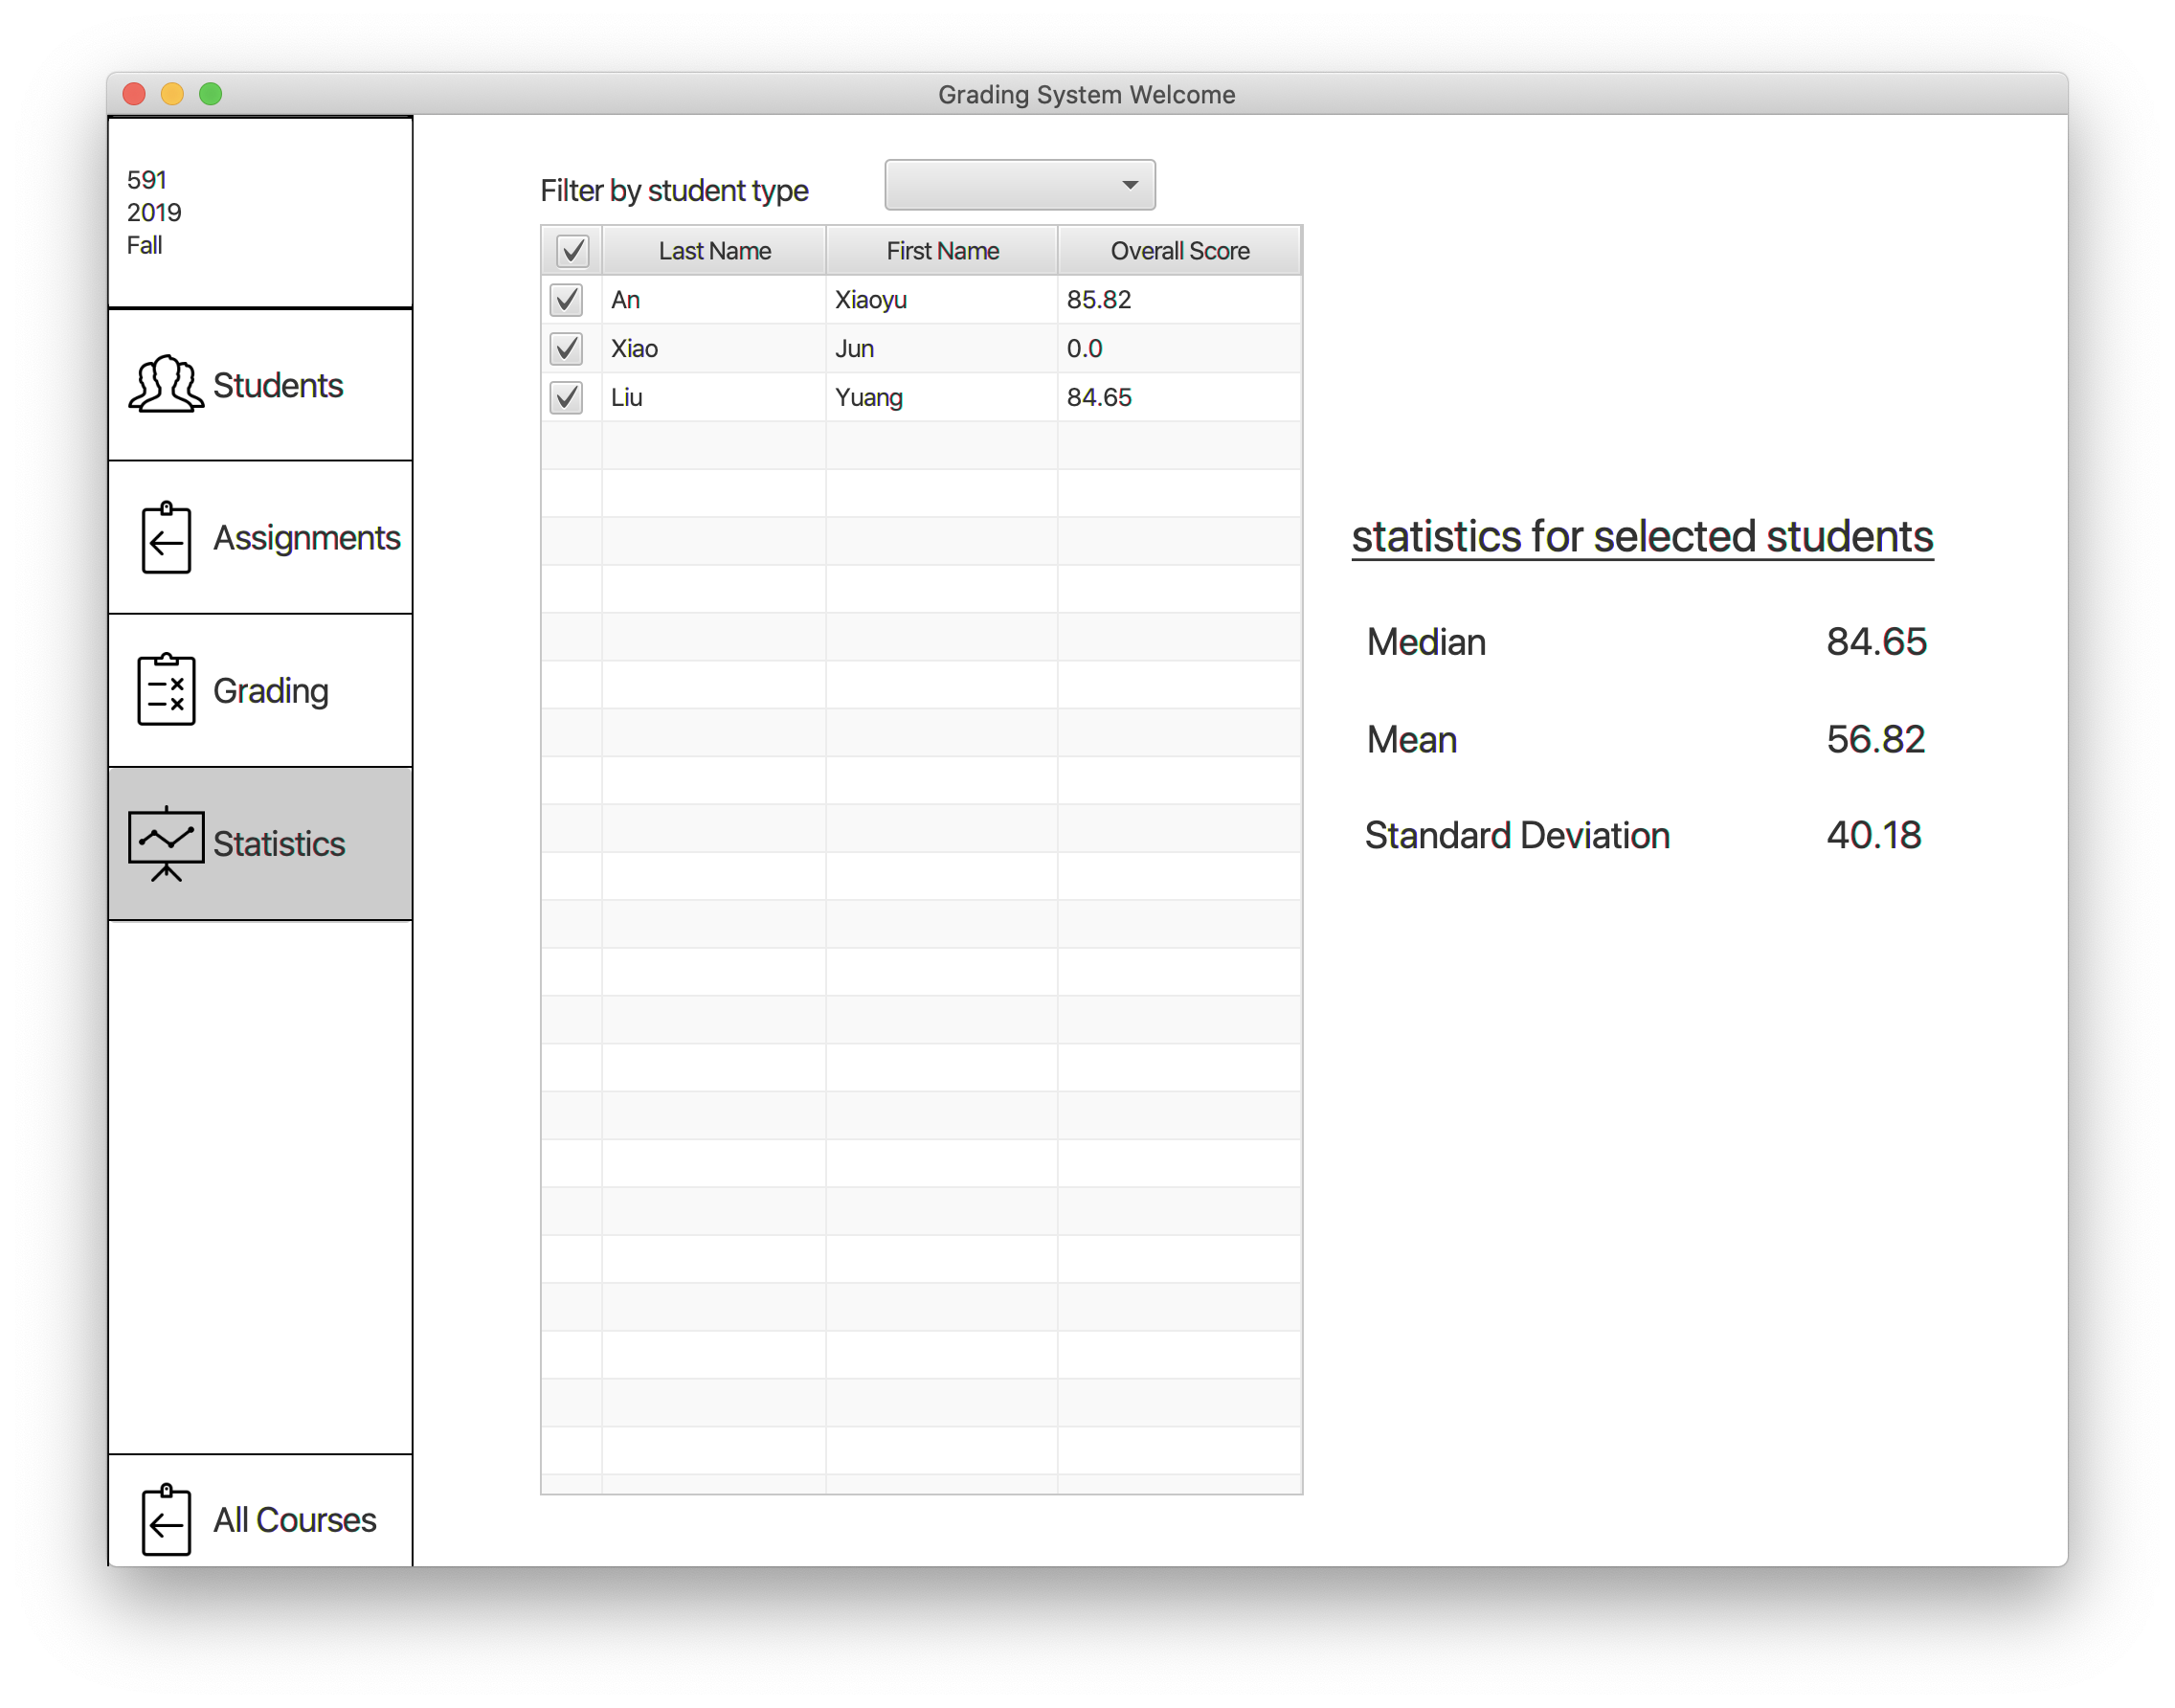 Grading System Welcome
591
2019
Fall
Students
Assignments
Grading
Statistics
All Courses
Filter by student type
Last Name First Name Overall Score
An Xiaoyu 85.82
Xiao Jun 0.0
Liu Yuang 84.65
statistics for selected students
Median 84.65
Mean 56.82
Standard Deviation 40.18